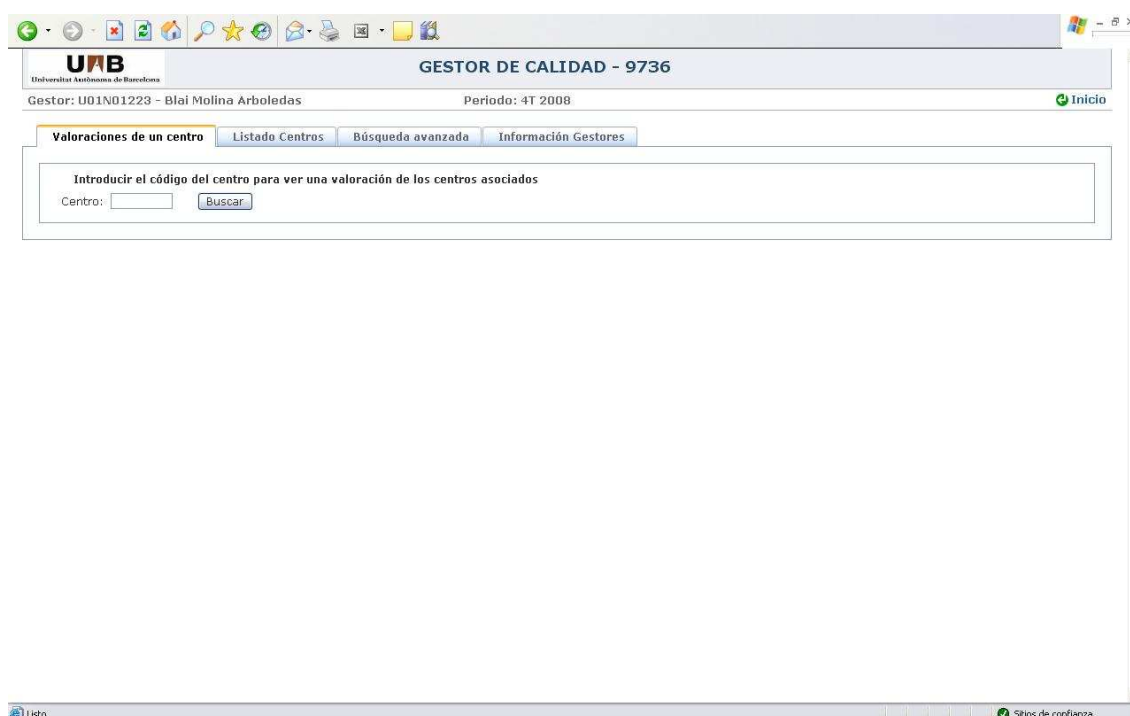 UAB
Universitat Autònoma de Barcelona
GESTOR DE CALIDAD - 9736
Gestor: U01N01223 - Blai Molina Arboledas
Periodo: 4T 2008
Inicio
Valoraciones de un centro
Listado Centros
Búsqueda avanzada
Información Gestores
Introducir el código del centro para ver una valoración de los centros asociados
Centro:
Buscar
Listo
Sitios de confianza